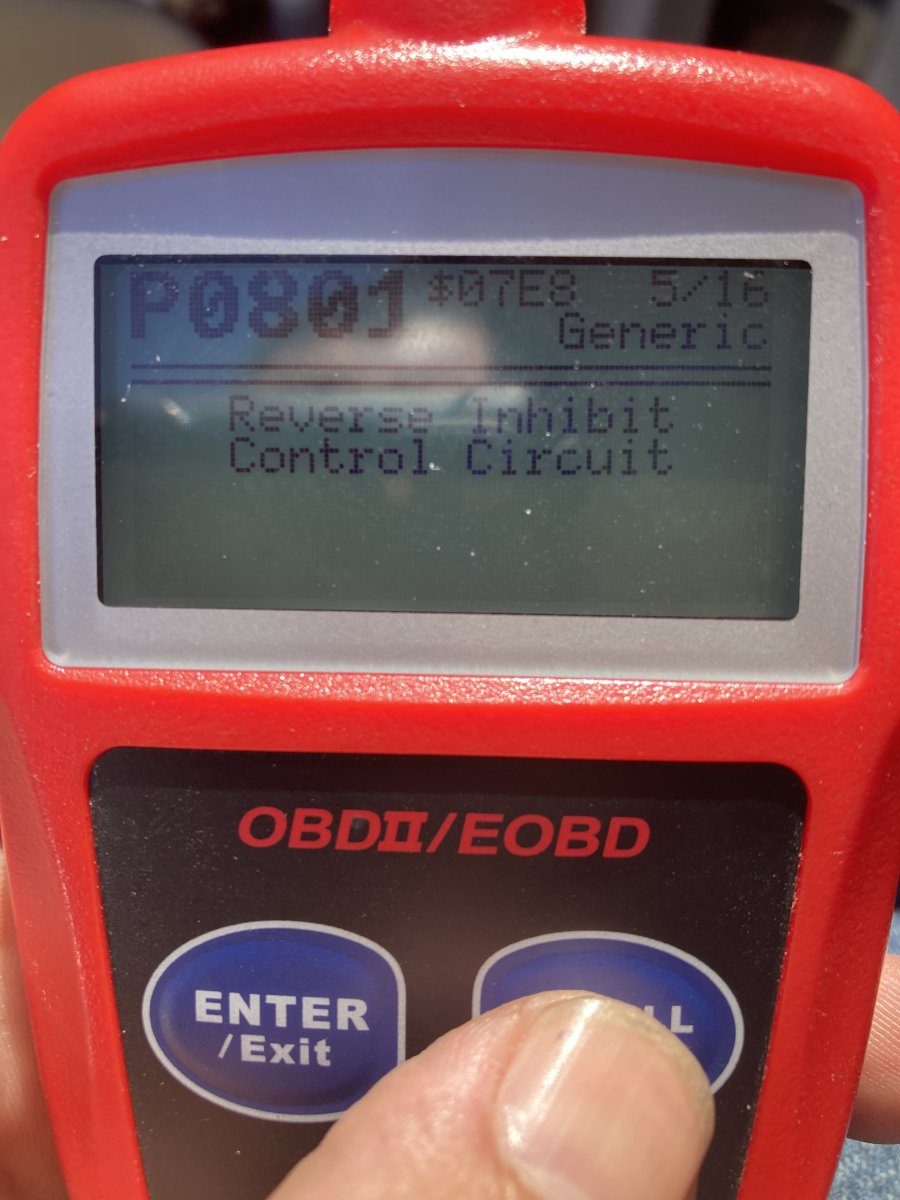 P0801 $07E8 5/16
Generic
Reverse Inhibit
Control Circuit
OBDII/EOBD
ENTER
/Exit